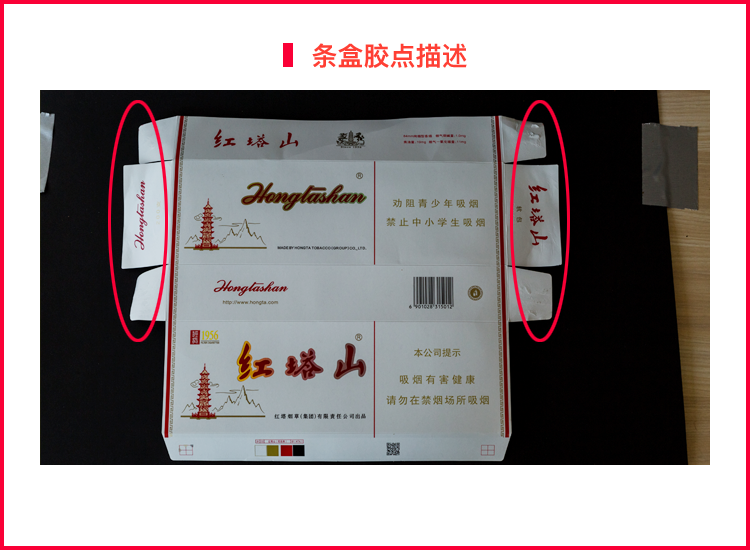 条盒胶点描述
红塔山
Hongtashan
Hongtashan
®
劝阻青少年吸烟
禁止中小学生吸烟
MADE BY HONGTA TOBACCO(GROUP)CO.,LTD.
红塔山
Hongtashan
http://www.hongta.com
6 901028 315012
1956
红塔山
®
本公司提示
吸烟有害健康
请勿在禁烟场所吸烟
红塔烟草(集团)有限责任公司出品